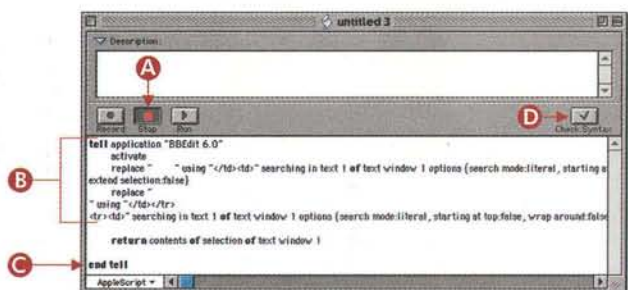 untitled 3
Description:
A
D
Record Stop Run
Check Syntax
tell application "BBEdit 6.0"
activate
replace " " using "</td><td>" searching in text 1 of text window 1 options {search mode:literal, starting at
extend selection:false}
B
replace "
" using "</td></tr>
<tr><td>" searching in text 1 of text window 1 options {search mode:literal, starting at top:false, wrap around:false
return contents of selection of text window 1
C
end tell
AppleScript